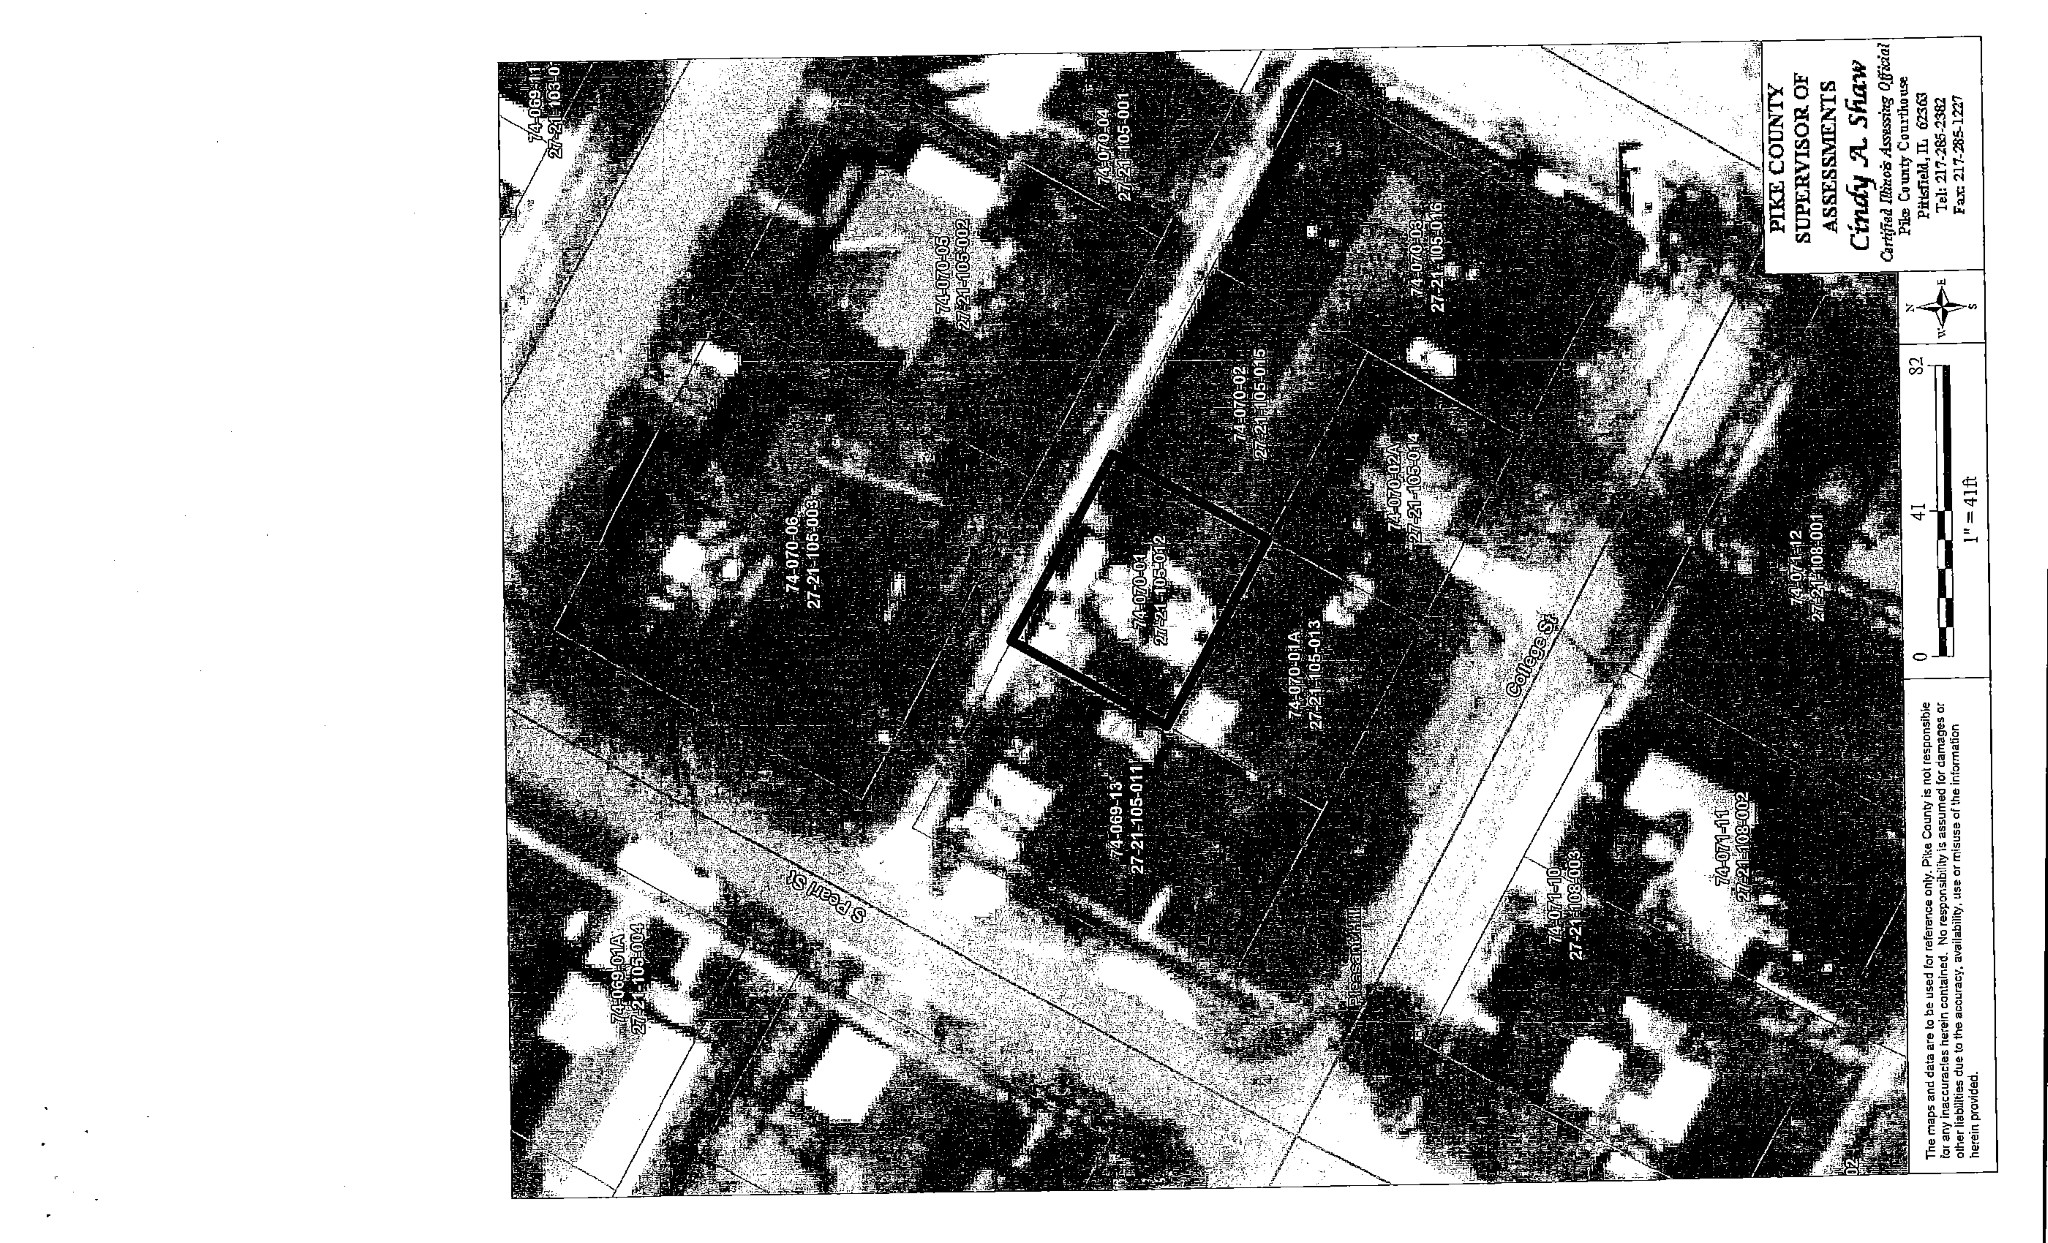 74-069-11
74-070-04
27-21-105-001
74-070-05
27-21-105-002
74-070-06
27-21-105-003
74-070-02
27-21-105-015
74-070-03
27-21-105-016
74-070-01
27-21-105-012
74-070-02A
27-21-105-014
74-070-01A
27-21-105-013
74-069-13
27-21-105-011
74-069-01A
S Pearl St
College St
74-071-12
27-21-108-001
74-071-11
27-21-108-002
74-071-10
27-21-108-003
PIKE COUNTY
SUPERVISOR OF
ASSESSMENTS
Cindy A. Shaw
Certified Illinois Assessing Official
Pike County Courthouse
Pittsfield, IL 62363
Tel: 217-285-2382
Fax: 217-285-1227
N
W E
S
0 41 82
1" = 41ft
The maps and data are to be used for reference only. Pike County is not responsible
for any inaccuracies herein contained. No responsibility is assumed for damages or
other liabilities due to the accuracy, availability, use or misuse of the information
herein provided.